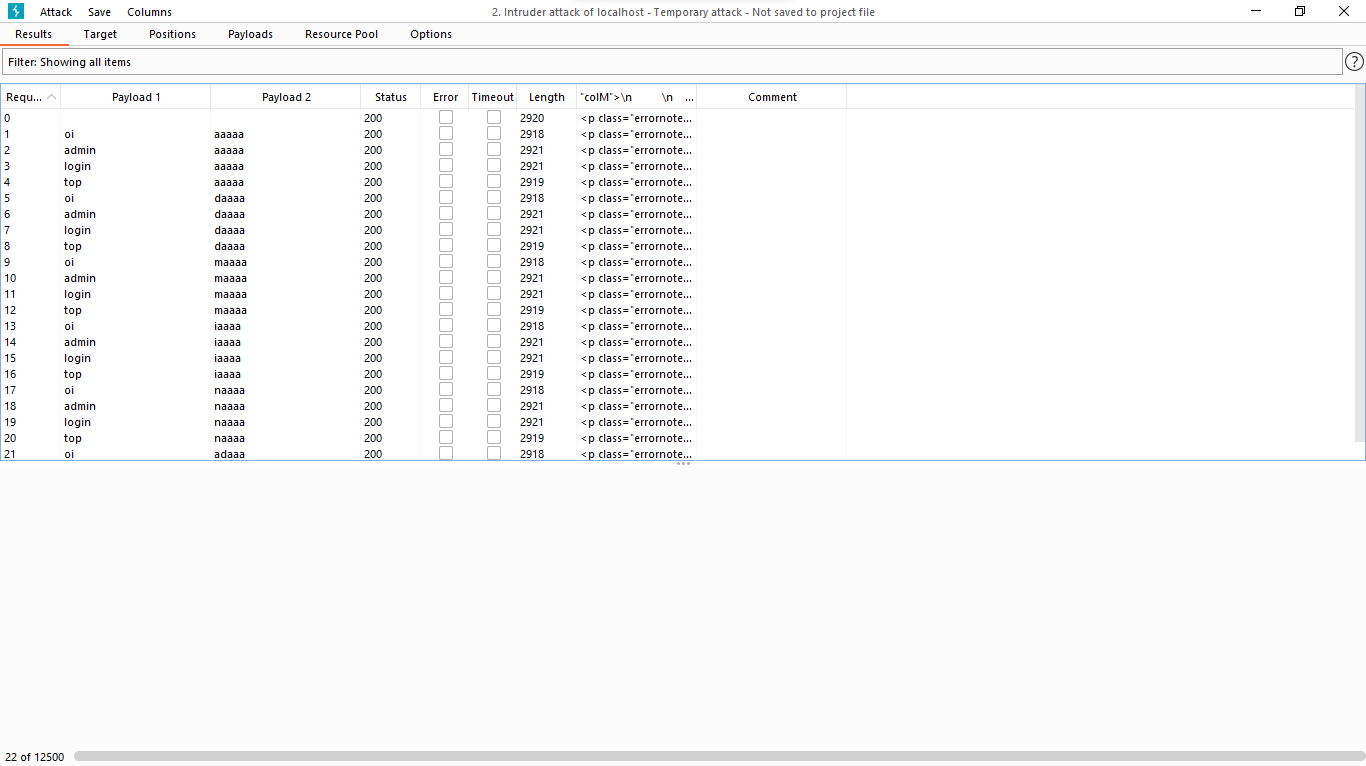 Attack Save Columns 2. Intruder attack of localhost - Temporary attack - Not saved to project file
Results Target Positions Payloads Resource Pool Options
Filter: Showing all items ?
Requ... Payload 1 Payload 2 Status Error Timeout Length "colM">\n \n ... Comment
0 200 2920 <p class="errornote...
1 oi aaaaa 200 2918 <p class="errornote...
2 admin aaaaa 200 2921 <p class="errornote...
3 login aaaaa 200 2921 <p class="errornote...
4 top aaaaa 200 2919 <p class="errornote...
5 oi daaaa 200 2918 <p class="errornote...
6 admin daaaa 200 2921 <p class="errornote...
7 login daaaa 200 2921 <p class="errornote...
8 top daaaa 200 2919 <p class="errornote...
9 oi maaaa 200 2918 <p class="errornote...
10 admin maaaa 200 2921 <p class="errornote...
11 login maaaa 200 2921 <p class="errornote...
12 top maaaa 200 2919 <p class="errornote...
13 oi iaaaa 200 2918 <p class="errornote...
14 admin iaaaa 200 2921 <p class="errornote...
15 login iaaaa 200 2921 <p class="errornote...
16 top iaaaa 200 2919 <p class="errornote...
17 oi naaaa 200 2918 <p class="errornote...
18 admin naaaa 200 2921 <p class="errornote...
19 login naaaa 200 2921 <p class="errornote...
20 top naaaa 200 2919 <p class="errornote...
21 oi adaaa 200 2918 <p class="errornote...
22 of 12500